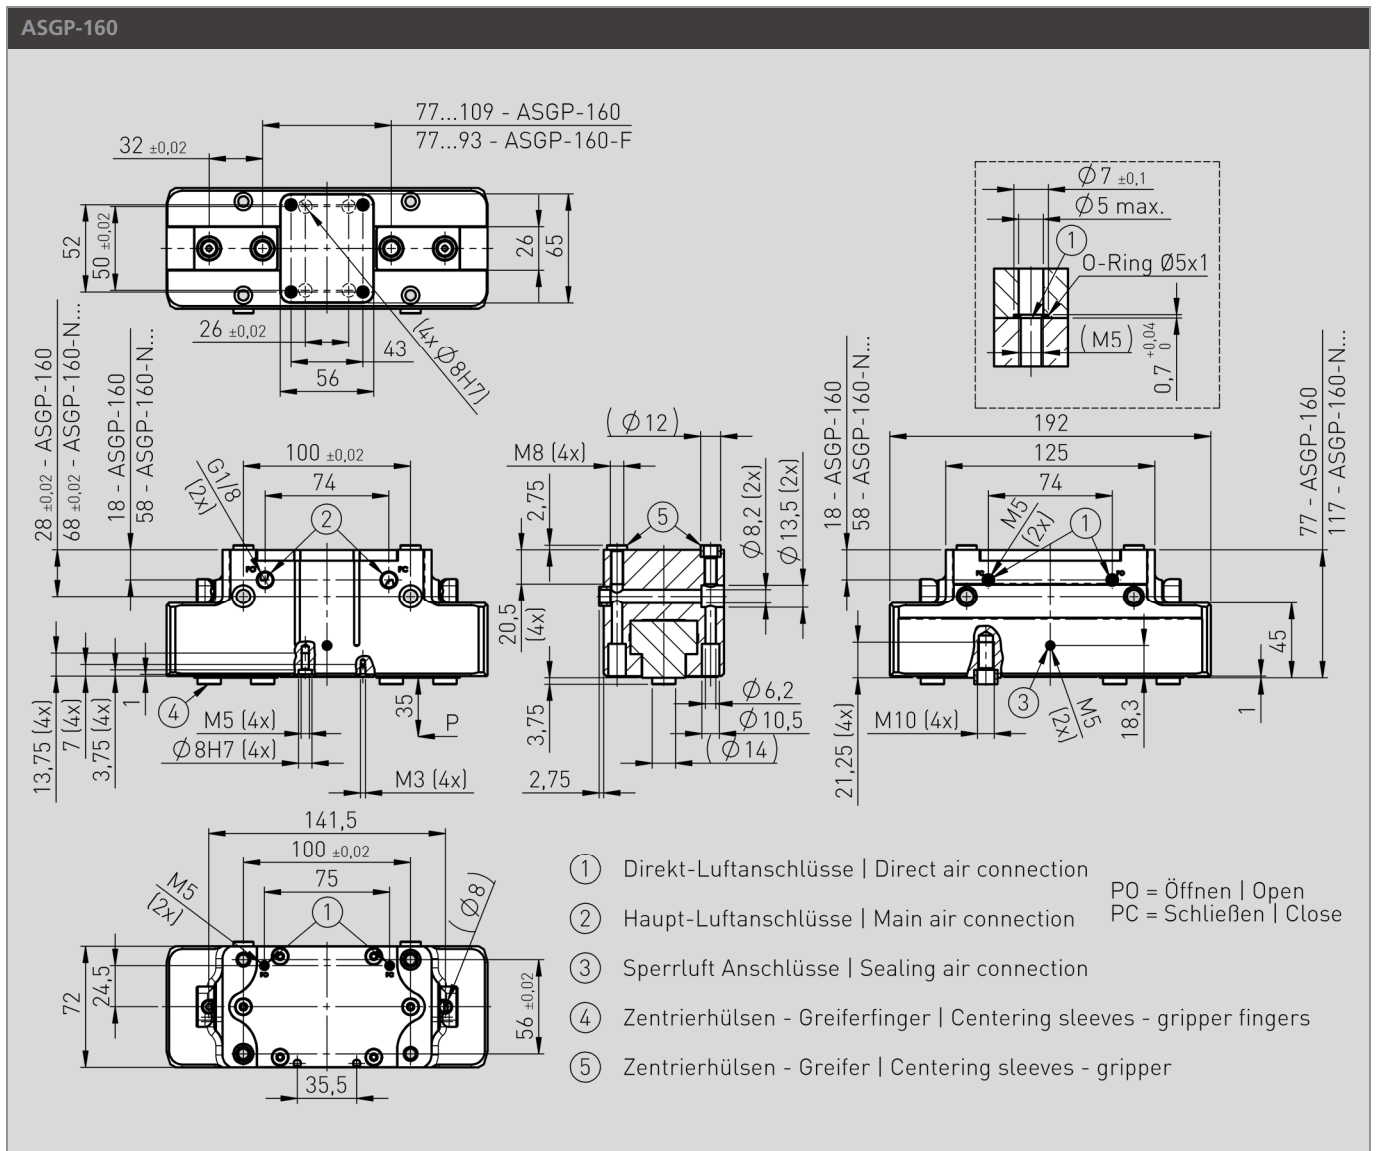 ASGP-160
77...109 - ASGP-160
77...93 - ASGP-160-F
32 ±0,02
52
50 ±0,02
26
65
26 ±0,02
43
56
(4x Ø8H7)
Ø7 ±0,1
Ø5 max.
1
O-Ring Ø5x1
(M5)
0,7 +0,04 0
28 ±0,02 - ASGP-160
68 ±0,02 - ASGP-160-N...
18 - ASGP-160
58 - ASGP-160-N...
100 ±0,02
74
G1/8
(2x)
2
PO
PC
13,75 (4x)
7 (4x)
3,75 (4x)
1
4
M5 (4x)
Ø8H7 (4x)
M3 (4x)
35
P
(Ø12)
M8 (4x)
2,75
5
Ø8,2 (2x)
Ø13,5 (2x)
20,5
(4x)
3,75
Ø6,2
Ø10,5
(Ø14)
2,75
18 - ASGP-160
58 - ASGP-160-N...
192
125
74
M5
(2x)
1
PC
PO
77 - ASGP-160
117 - ASGP-160-N...
45
1
21,25 (4x)
M10 (4x)
3
M5
(2x)
18,3
141,5
100 ±0,02
75
M5
(2x)
1
(Ø8)
PO
PC
72
24,5
56 ±0,02
35,5
1 Direkt-Luftanschlüsse | Direct air connection
2 Haupt-Luftanschlüsse | Main air connection
3 Sperrluft Anschlüsse | Sealing air connection
4 Zentrierhülsen - Greiferfinger | Centering sleeves - gripper fingers
5 Zentrierhülsen - Greifer | Centering sleeves - gripper
PO = Öffnen | Open
PC = Schließen | Close